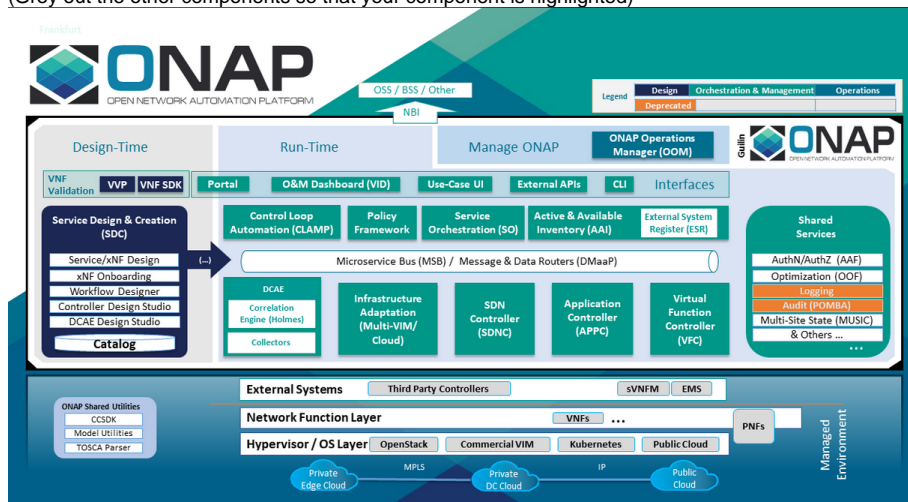 (Grey out the other components so that your component is highlighted)
Frankfurt
ONAP
OPEN NETWORK AUTOMATION PLATFORM
OSS / BSS / Other
NBI
Legend
Design
Orchestration & Management
Operations
Deprecated
Design-Time
Run-Time
Manage ONAP
ONAP Operations
Manager (OOM)
Guilin
ONAP
OPEN NETWORK AUTOMATION PLATFORM
VNF
Validation
VVP
VNF SDK
Portal
O&M Dashboard (VID)
Use-Case UI
External APIs
CLI
Interfaces
Service Design & Creation
(SDC)
Service/xNF Design
xNF Onboarding
Workflow Designer
Controller Design Studio
DCAE Design Studio
Catalog
(...)
Control Loop
Automation (CLAMP)
Policy
Framework
Service
Orchestration (SO)
Active & Available
Inventory (AAI)
External System
Register (ESR)
Microservice Bus (MSB) / Message & Data Routers (DMaaP)
DCAE
Correlation
Engine (Holmes)
Collectors
Infrastructure
Adaptation
(Multi-VIM/
Cloud)
SDN
Controller
(SDNC)
Application
Controller
(APPC)
Virtual
Function
Controller
(VFC)
Shared
Services
AuthN/AuthZ (AAF)
Optimization (OOF)
Logging
Audit (POMBA)
Multi-Site State (MUSIC)
& Others ...
...
ONAP Shared Utilities
CCSDK
Model Utilities
TOSCA Parser
External Systems
Third Party Controllers
sVNFM
EMS
Network Function Layer
VNFs
...
PNFs
Hypervisor / OS Layer
OpenStack
Commercial VIM
Kubernetes
Public Cloud
Managed
Environment
Private
Edge Cloud
MPLS
Private
DC Cloud
IP
Public
Cloud